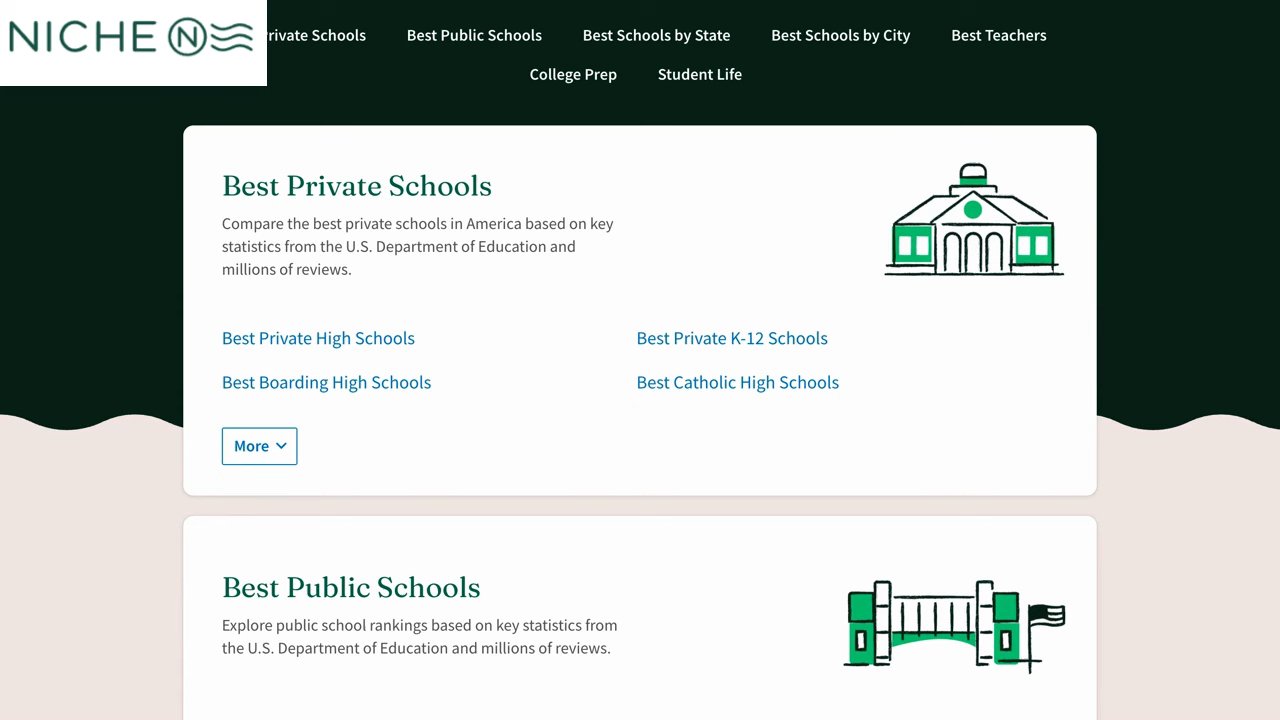 NICHE N
rivate Schools
Best Public Schools
Best Schools by State
Best Schools by City
Best Teachers
College Prep
Student Life
Best Private Schools
Compare the best private schools in America based on key
statistics from the U.S. Department of Education and
millions of reviews.
Best Private High Schools
Best Private K-12 Schools
Best Boarding High Schools
Best Catholic High Schools
More
Best Public Schools
Explore public school rankings based on key statistics from
the U.S. Department of Education and millions of reviews.